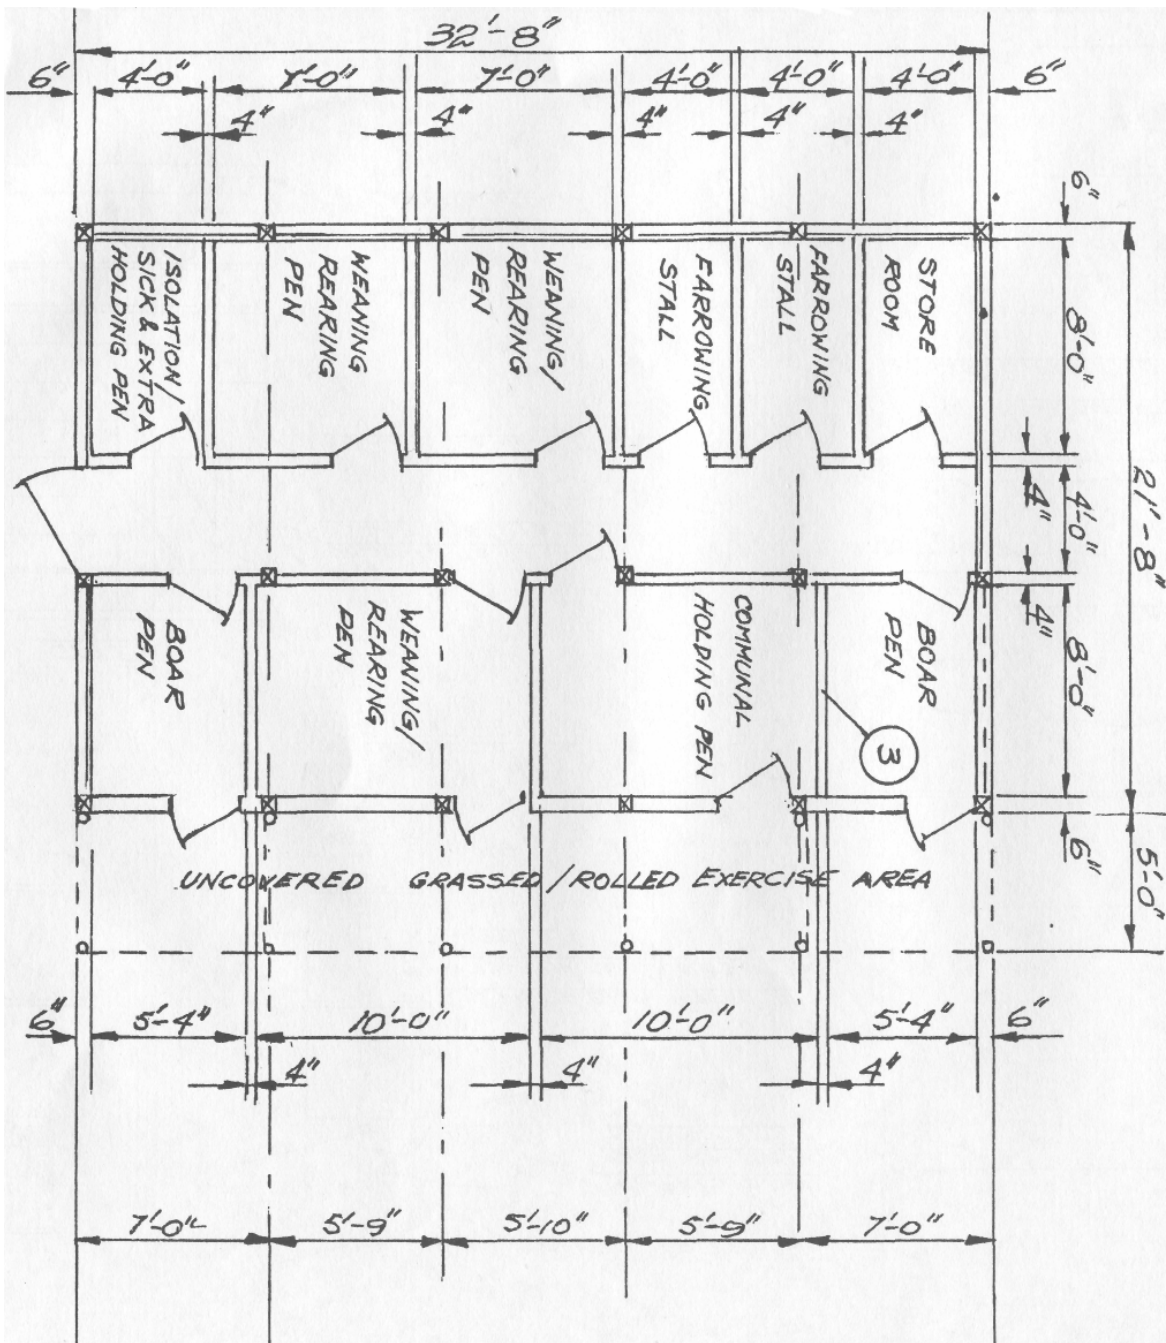 32'-8"
6" 4'-0" 7'-0" 7'-0" 4'-0" 4'-0" 4'-0" 6"
4" 4" 4" 4" 4"
6"
ISOLATION/
SICK & EXTRA
HOLDING PEN
WEANING
REARING
PEN
WEANING/
REARING
PEN
FARROWING
STALL
FARROWING
STALL
STORE
ROOM
8'-0"
21'-8"
4"
4'-0"
4"
BOAR
PEN
WEANING/
REARING
PEN
COMMUNAL
HOLDING PEN
BOAR
PEN
8'-0"
3
6"
5'-0"
UNCOVERED GRASSED/ROLLED EXERCISE AREA
6" 5'-4" 10'-0" 10'-0" 5'-4" 6"
4" 4" 4"
7'-0" 5'-9" 5'-10" 5'-9" 7'-0"